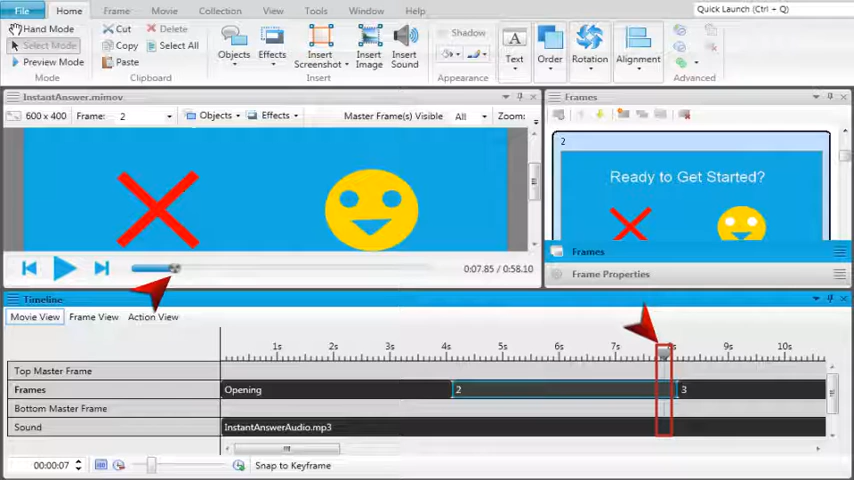 File Home Frame Movie Collection View Tools Window Help Quick Launch (Ctrl + Q)
Hand Mode Cut Delete Shadow
Select Mode Copy Select All
Preview Mode Paste
Objects Effects Insert Screenshot Insert Image Insert Sound Text Order Rotation Alignment
Mode Clipboard Insert Appearance Advanced
InstantAnswer.mimov
600 x 400 Frame: 2 Objects Effects Master Frame(s) Visible All Zoom:
Frames
2
Ready to Get Started?
Frames
Frame Properties
0:07.85 / 0:58.10
Timeline
Movie View Frame View Action View
1s 2s 3s 4s 5s 6s 7s 8s 9s 10s
Top Master Frame
Frames Opening 2 3
Bottom Master Frame
Sound InstantAnswerAudio.mp3
00:00:07 Snap to Keyframe